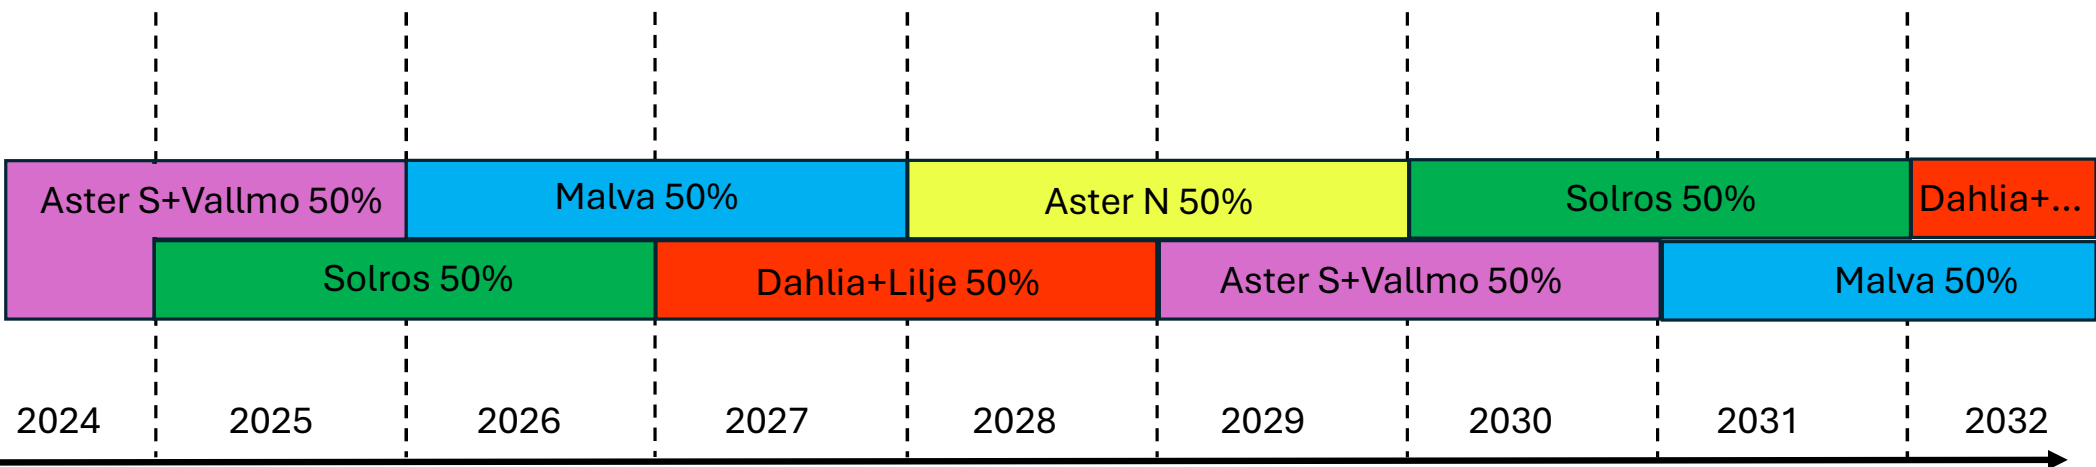 Aster S+Vallmo 50%
Malva 50%
Aster N 50%
Solros 50%
Dahlia+...
Solros 50%
Dahlia+Lilje 50%
Aster S+Vallmo 50%
Malva 50%
2024 2025 2026 2027 2028 2029 2030 2031 2032